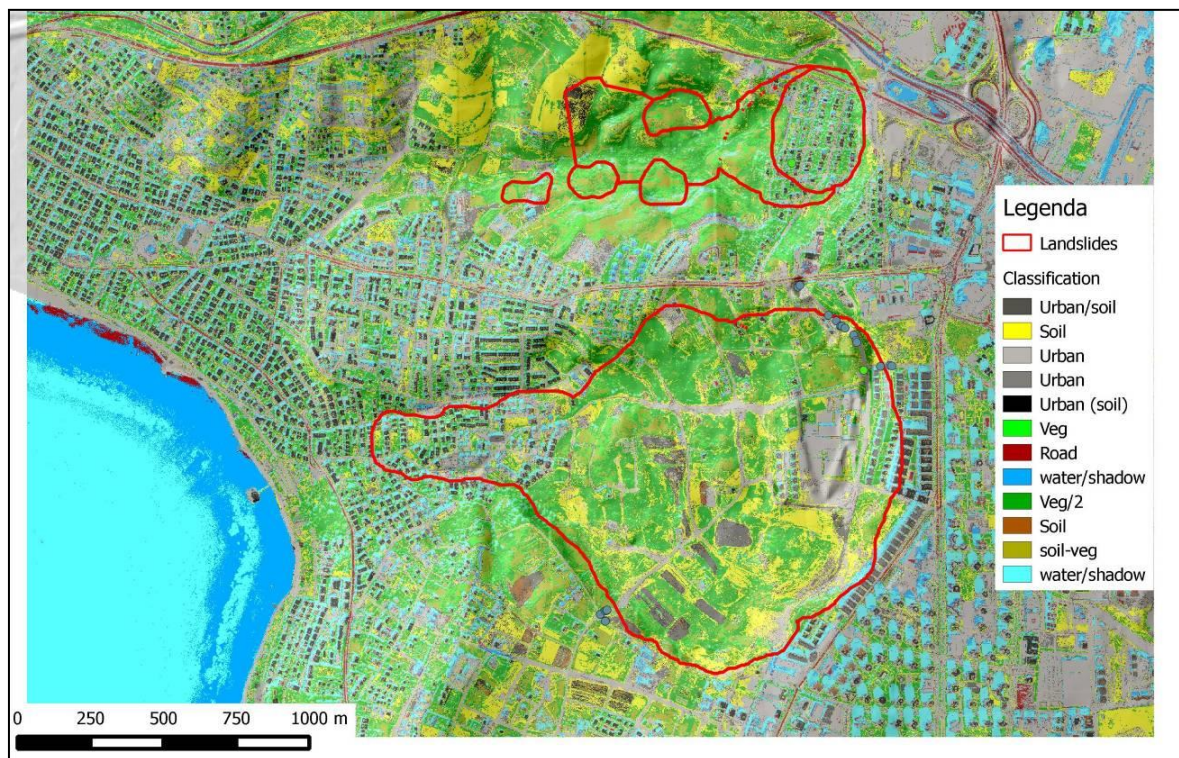 Legenda
Landslides
Classification
Urban/soil
Soil
Urban
Urban
Urban (soil)
Veg
Road
water/shadow
Veg/2
Soil
soil-veg
water/shadow
0 250 500 750 1000 m